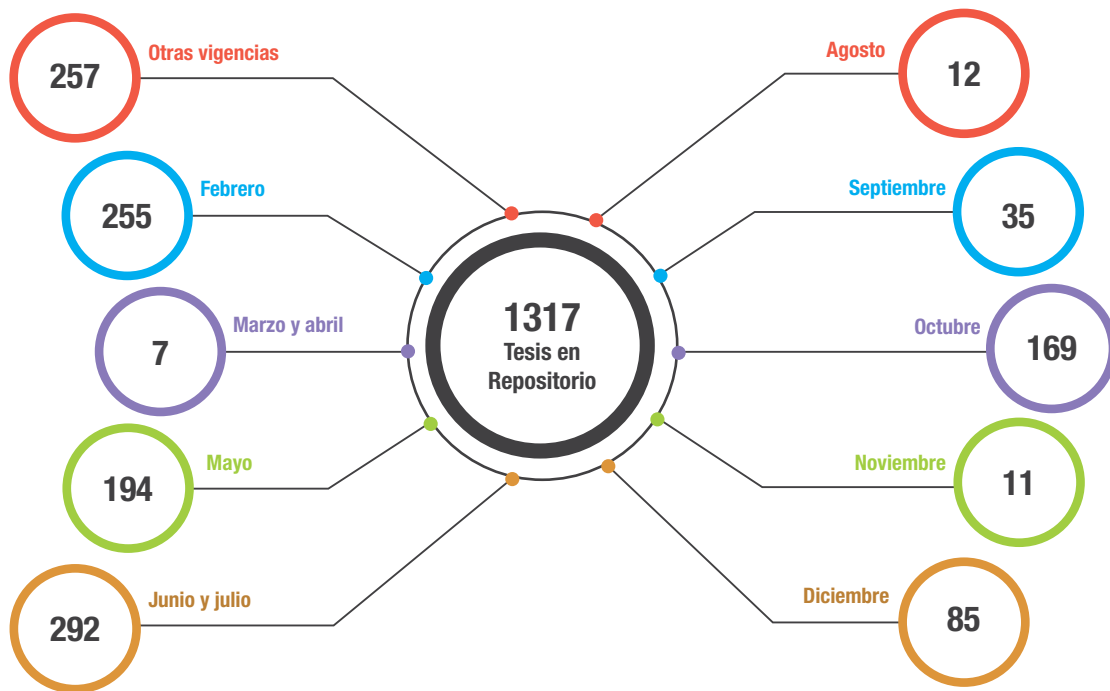 Otras vigencias
257
Febrero
255
Marzo y abril
7
Mayo
194
Junio y julio
292
1317
Tesis en
Repositorio
Agosto
12
Septiembre
35
Octubre
169
Noviembre
11
Diciembre
85